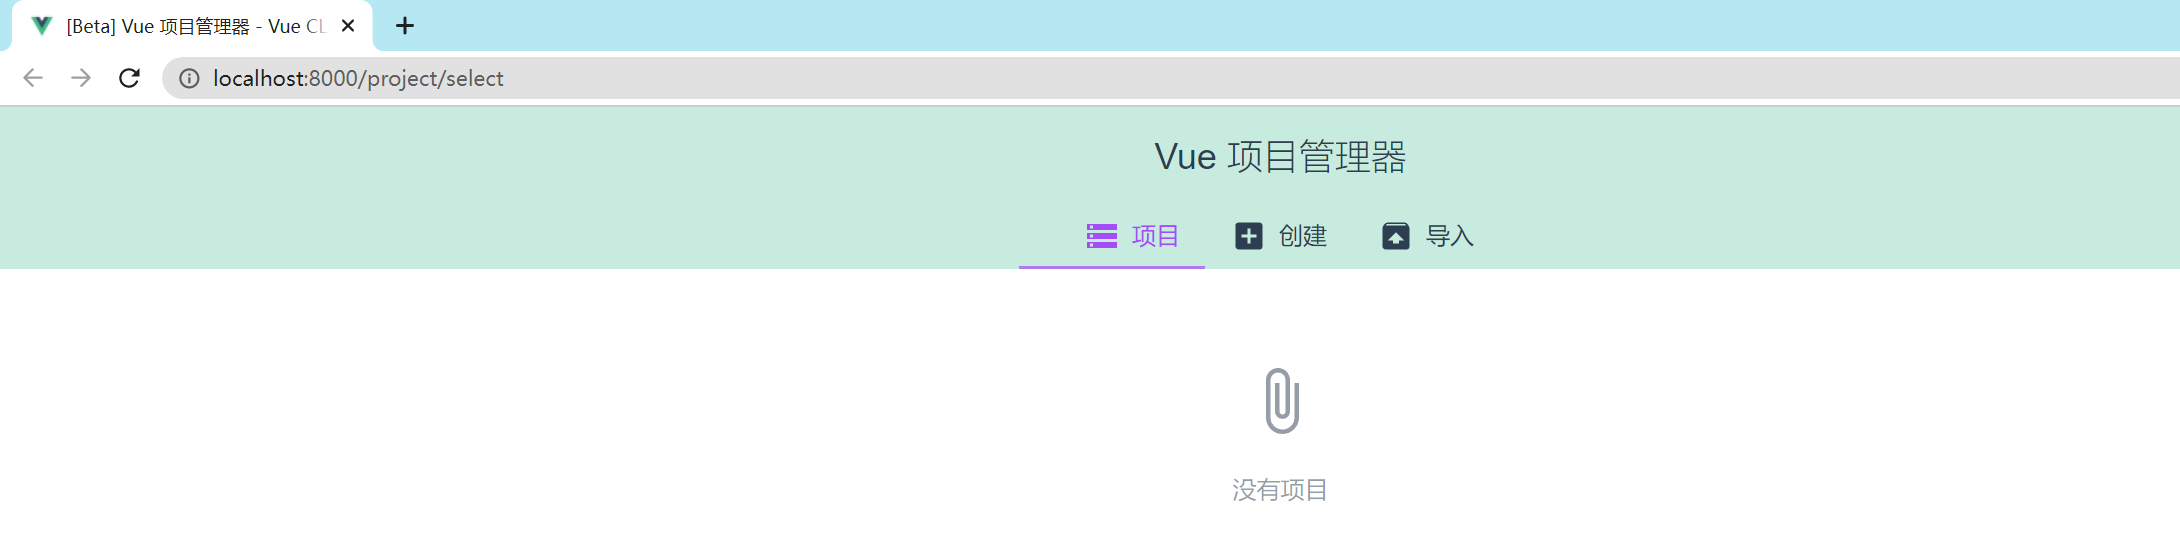 [Beta] Vue 项目管理器 - Vue CL
localhost:8000/project/select
Vue 项目管理器
项目 创建 导入
没有项目